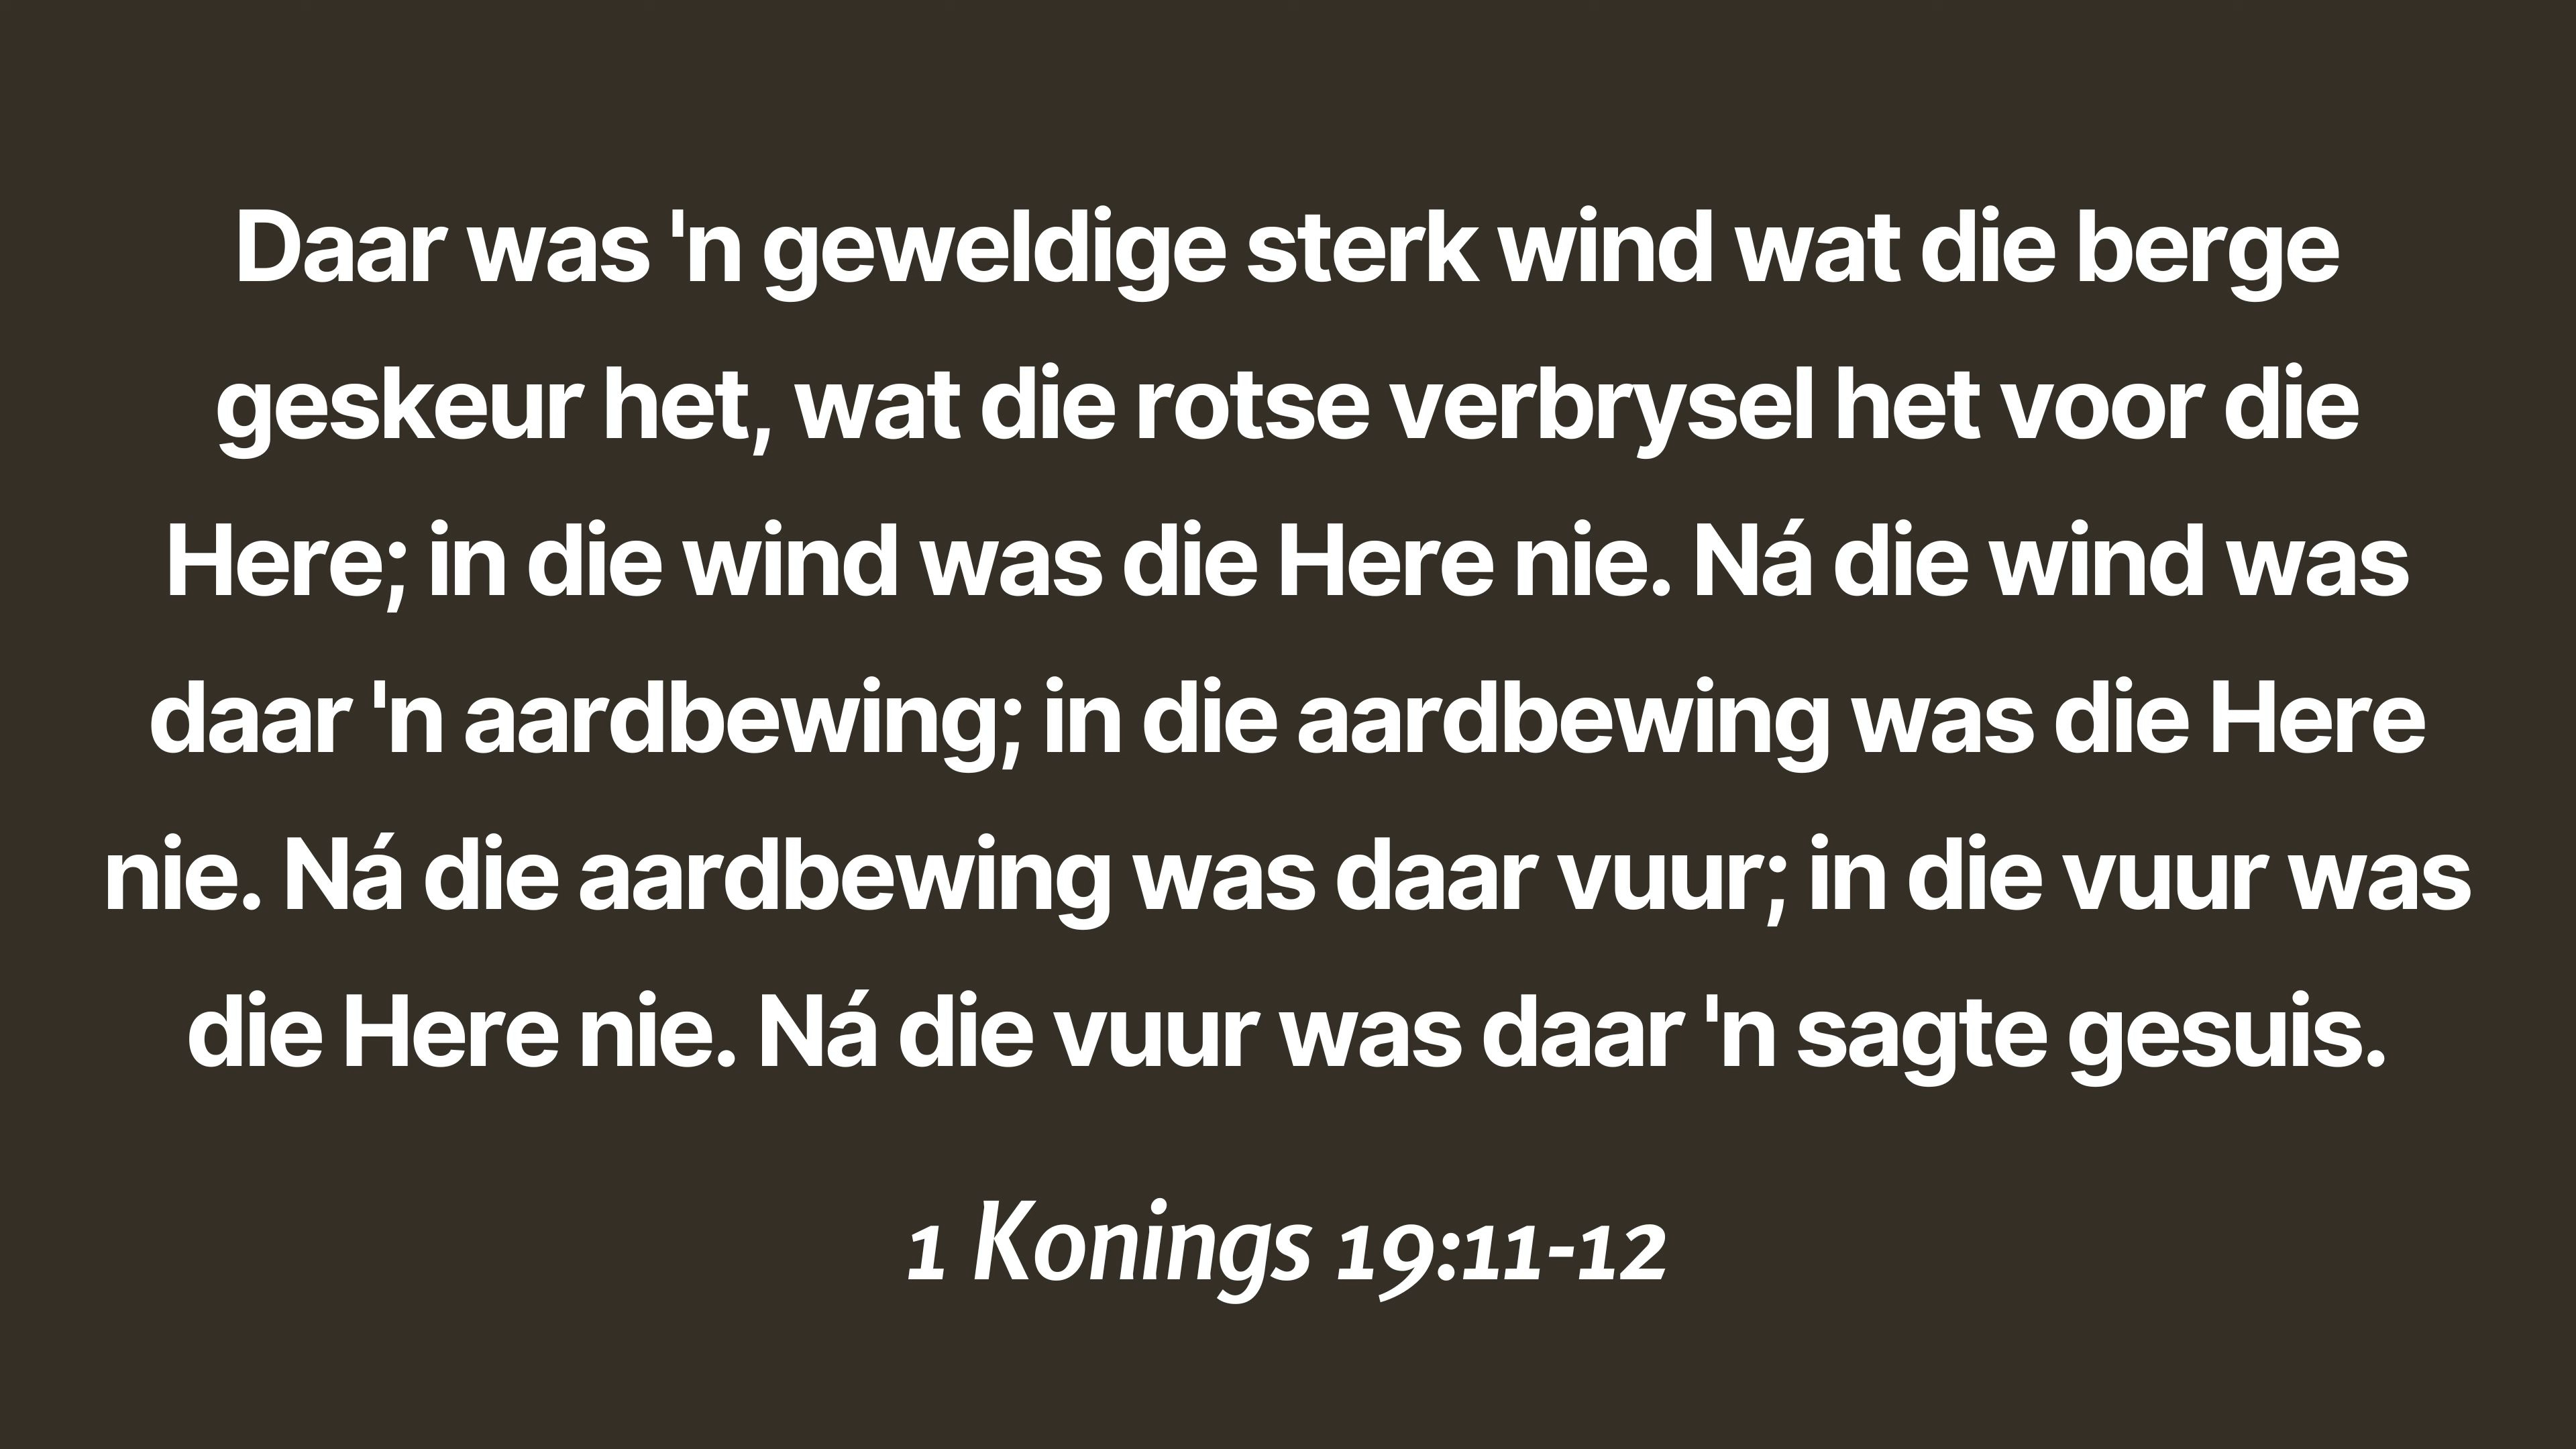 Daar was 'n geweldige sterk wind wat die berge
geskeur het, wat die rotse verbrysel het voor die
Here; in die wind was die Here nie. Ná die wind was
daar 'n aardbewing; in die aardbewing was die Here
nie. Ná die aardbewing was daar vuur; in die vuur was
die Here nie. Ná die vuur was daar 'n sagte gesuis.
1 Konings 19:11-12